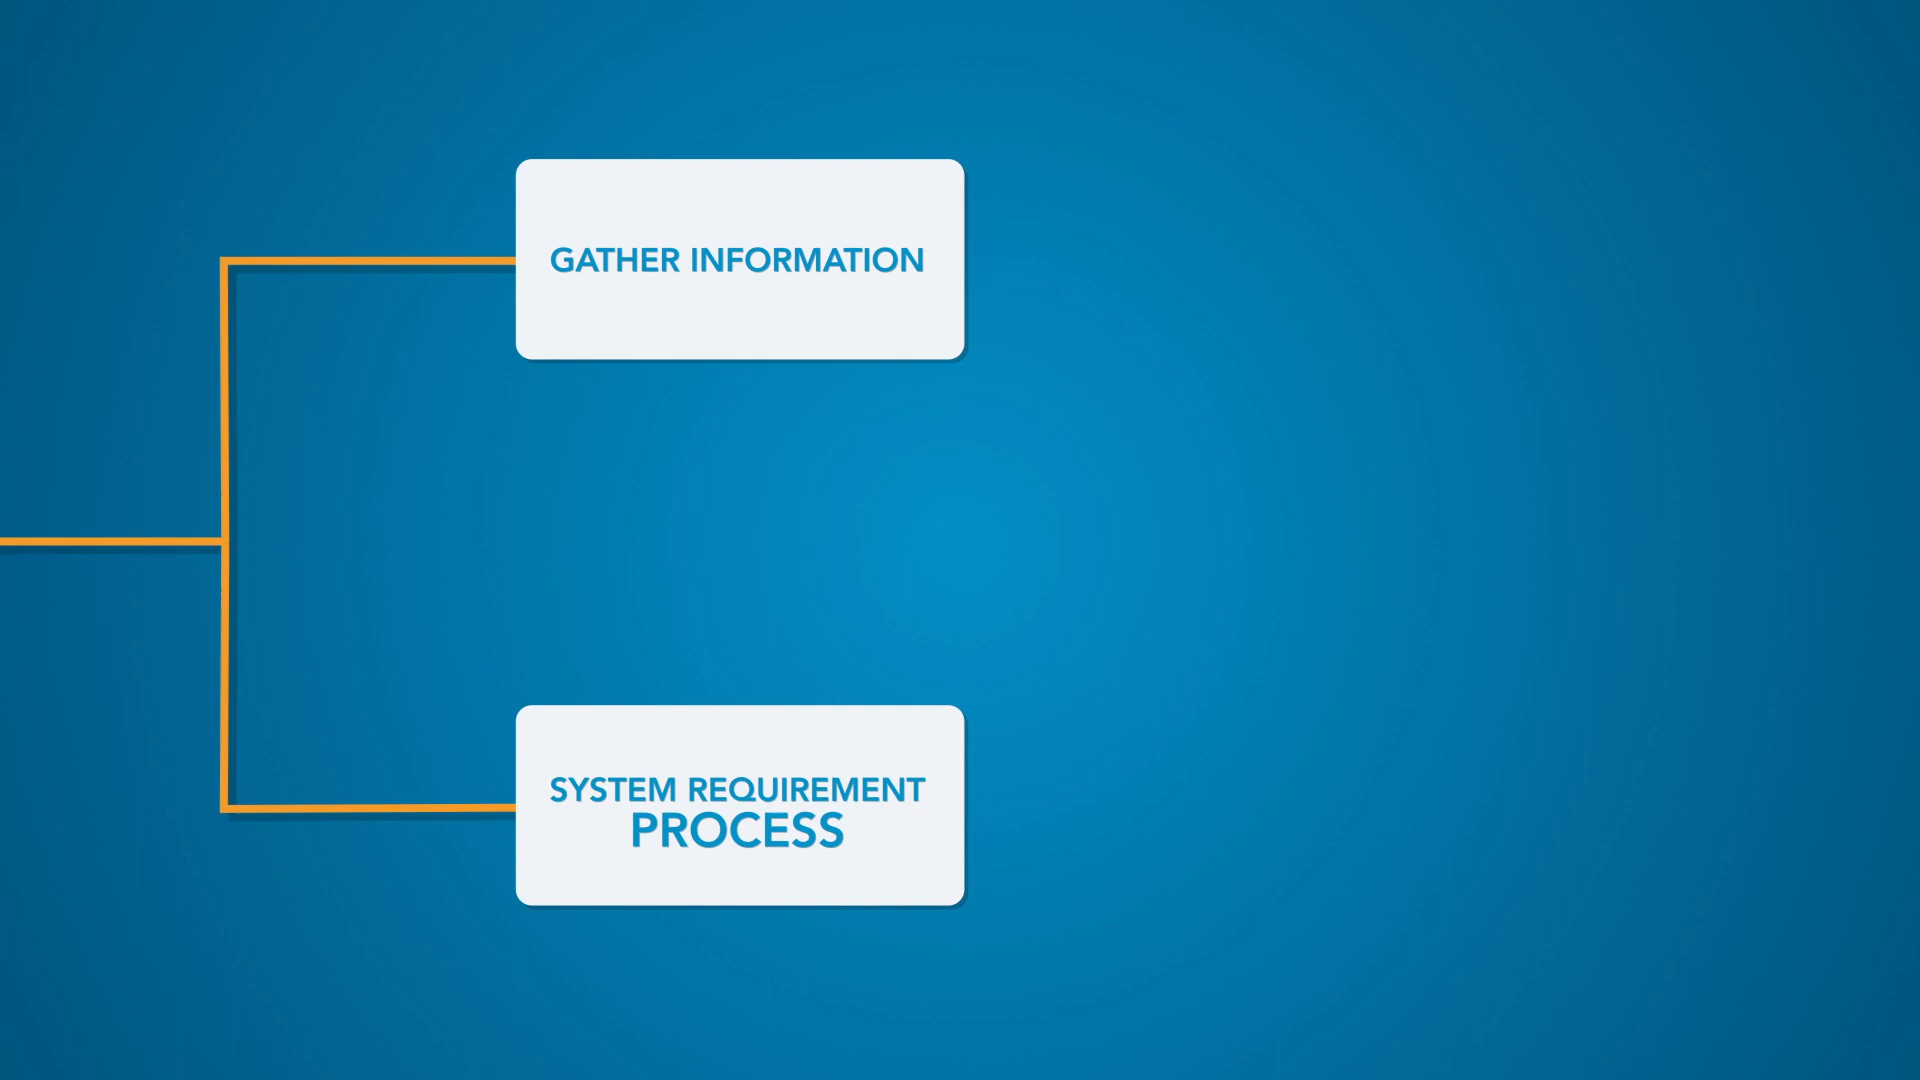 GATHER INFORMATION
SYSTEM REQUIREMENT
PROCESS